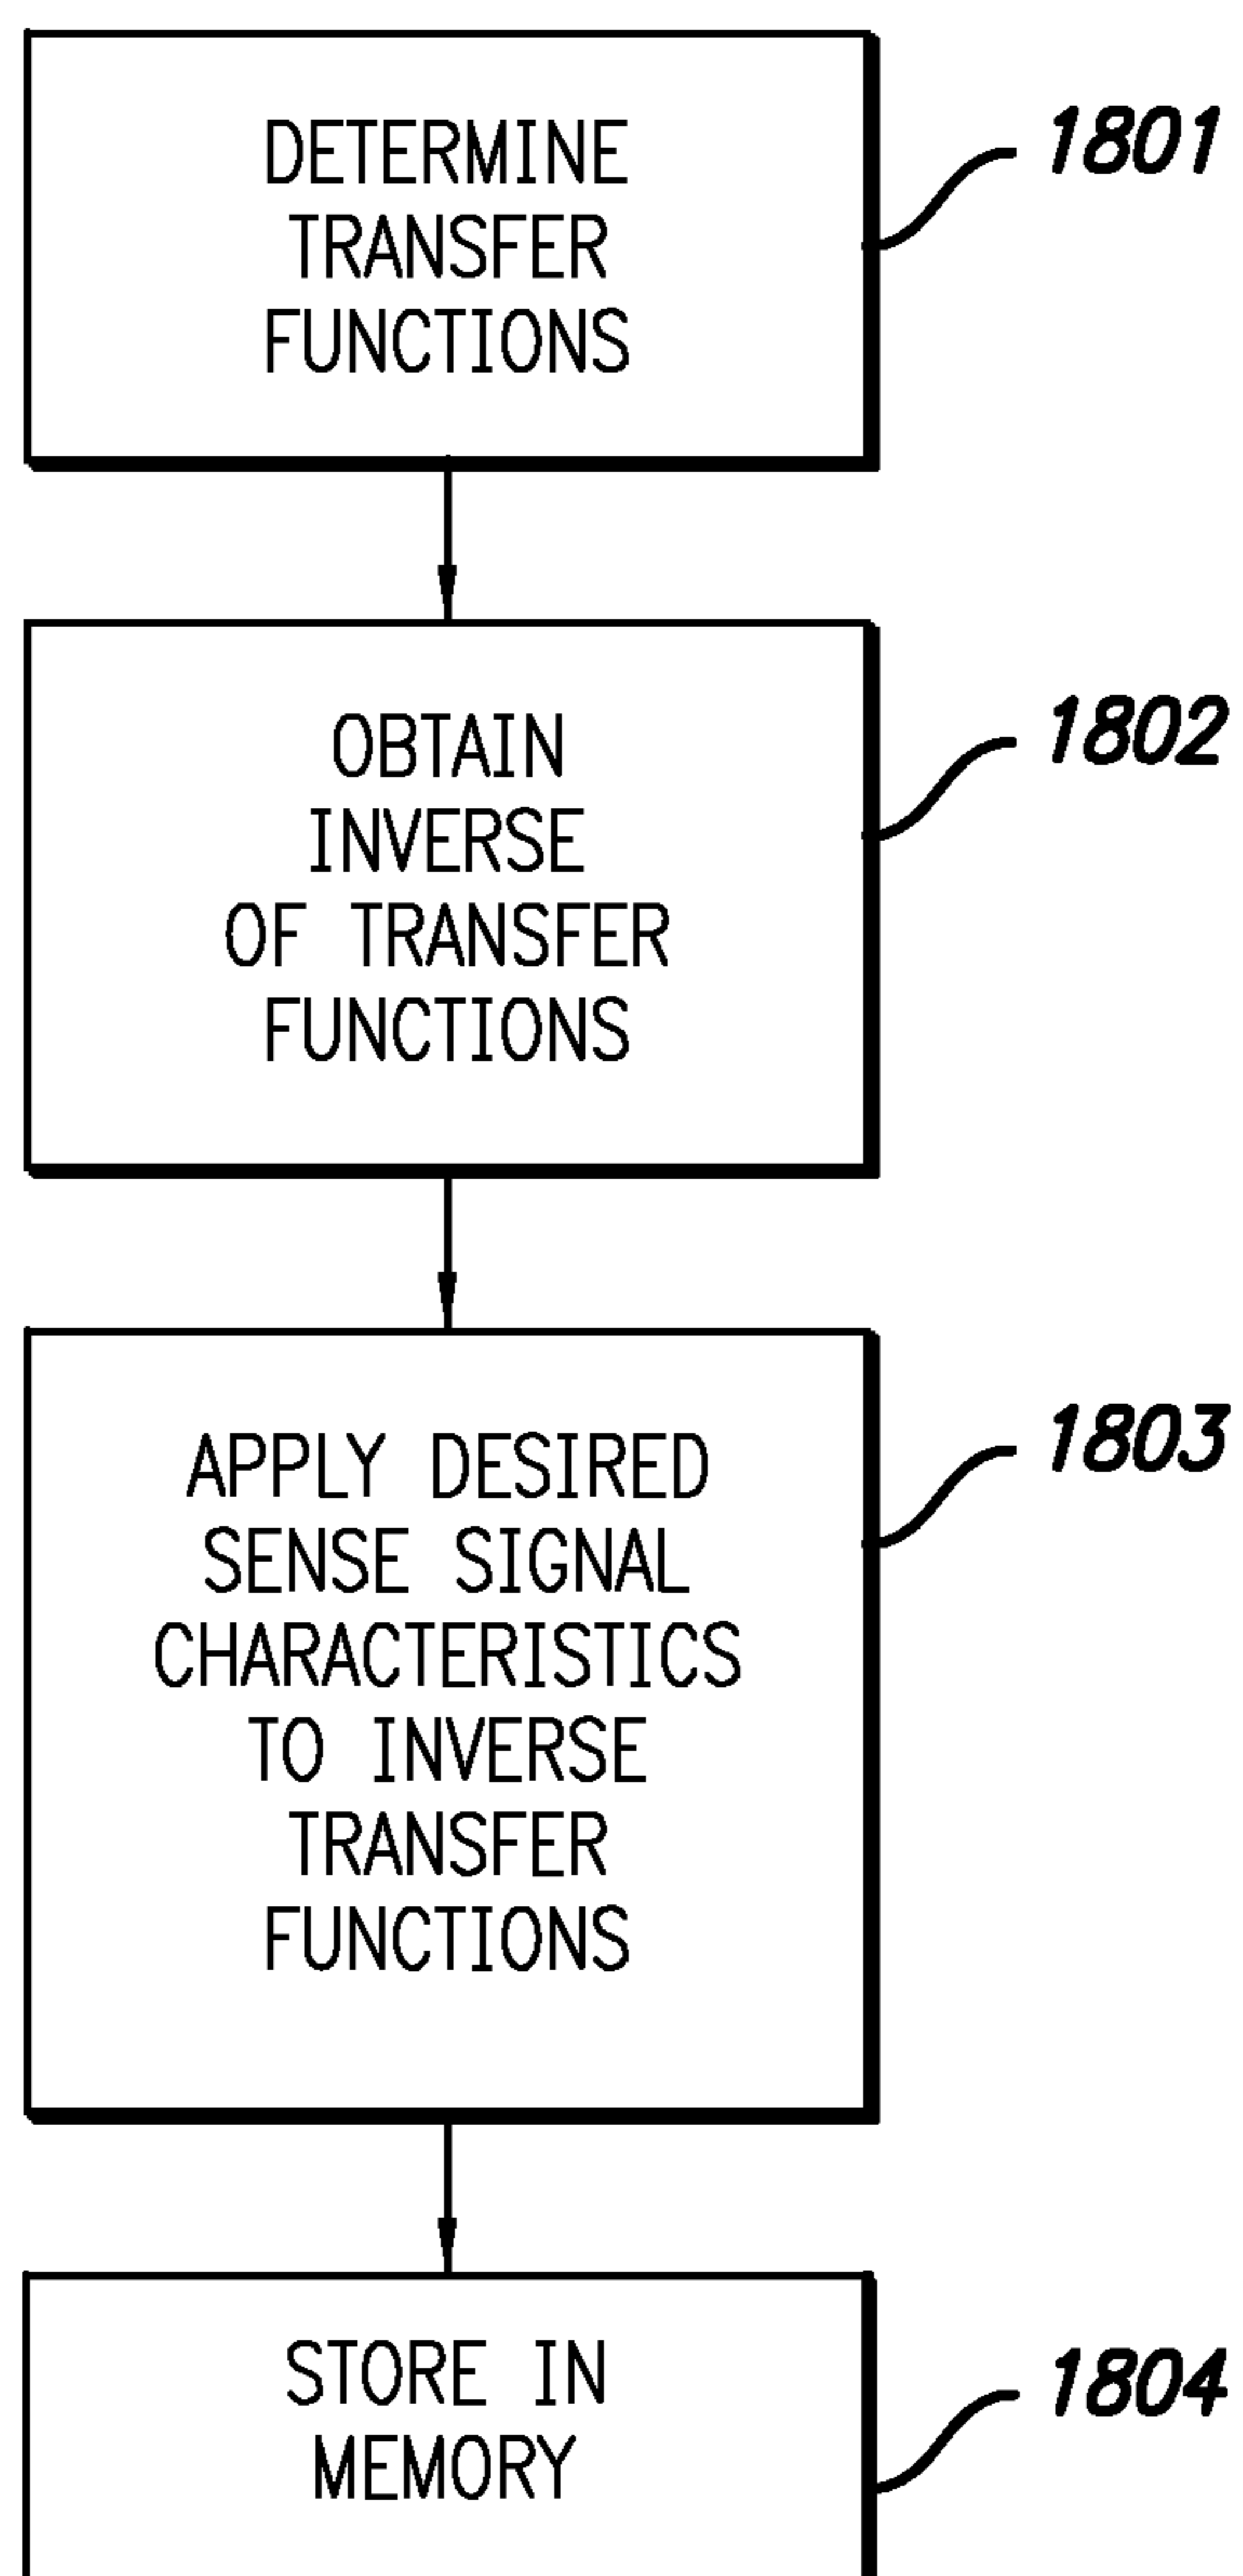 DETERMINE
TRANSFER
FUNCTIONS
1801
OBTAIN
INVERSE
OF TRANSFER
FUNCTIONS
1802
APPLY DESIRED
SENSE SIGNAL
CHARACTERISTICS
TO INVERSE
TRANSFER
FUNCTIONS
1803
STORE IN
MEMORY
1804